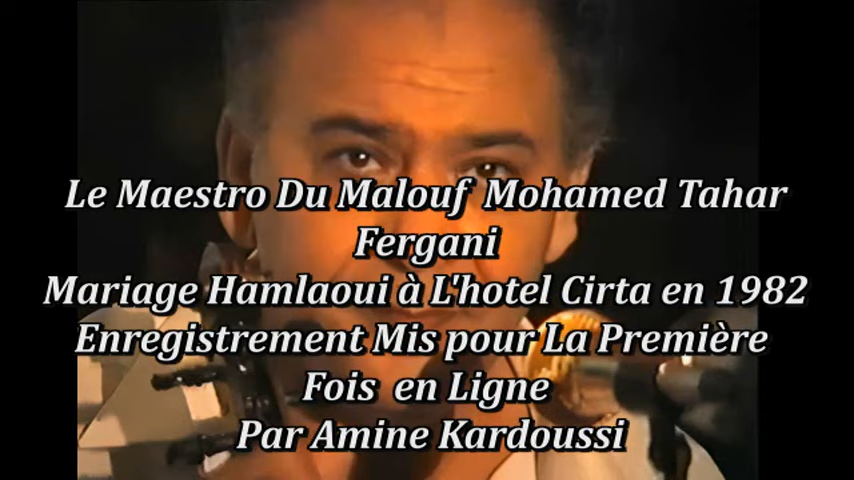 Le Maestro Du Malouf Mohamed Tahar
Fergani
Mariage Hamlaoui à L'hotel Cirta en 1982
Enregistrement Mis pour La Première
Fois en Ligne
Par Amine Kardoussi